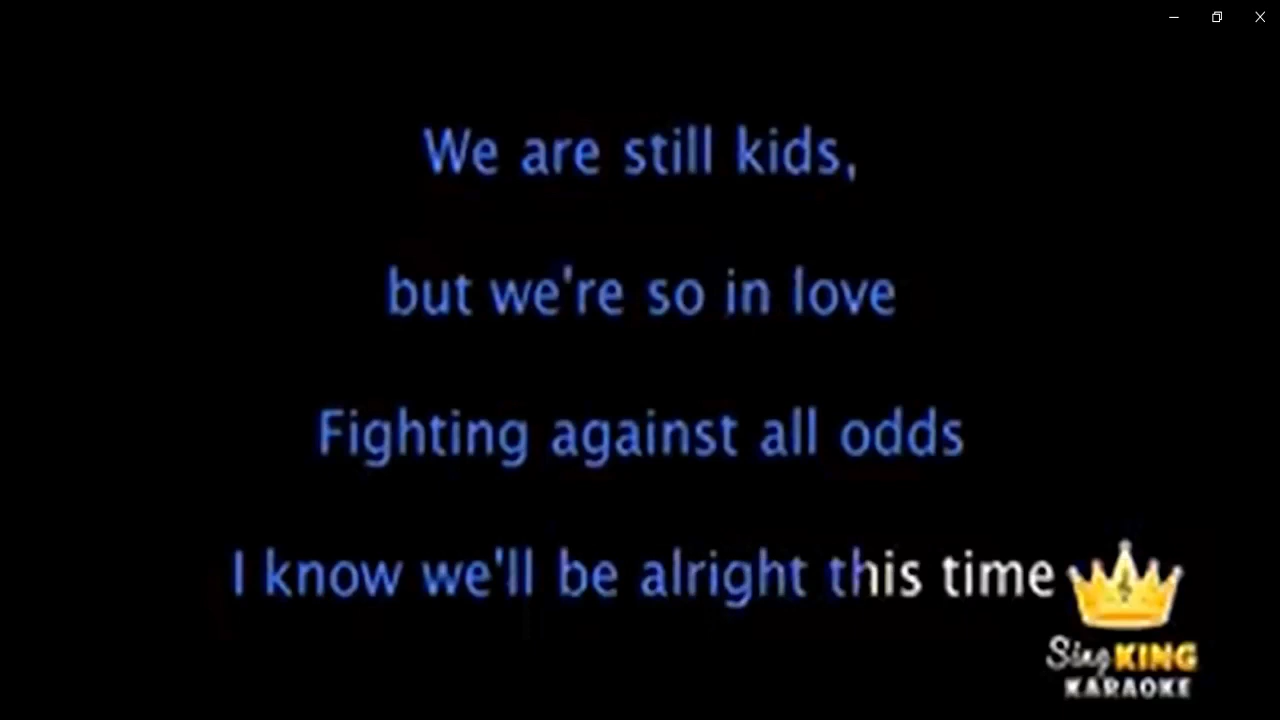 We are still kids,
but we're so in love
Fighting against all odds
I know we'll be alright this time
Sing KING
KARAOKE